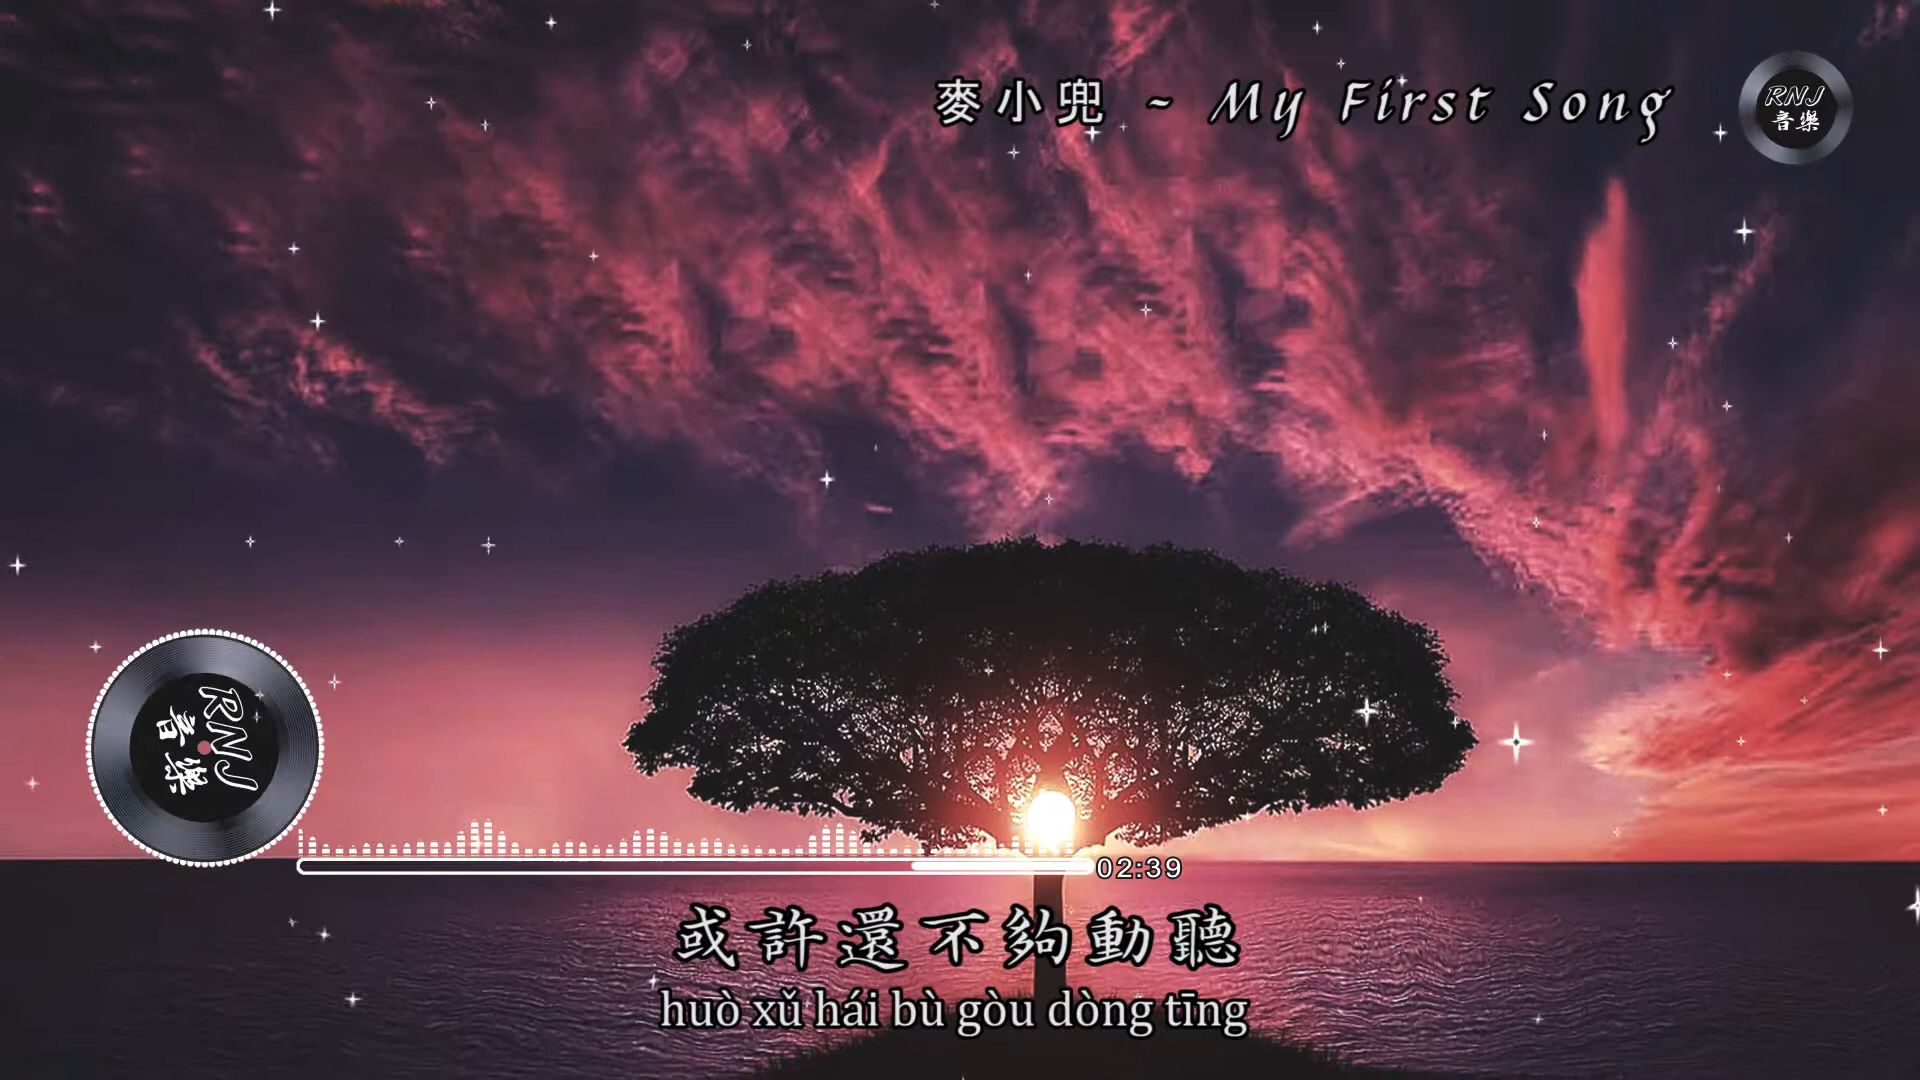 麥小兜 ~ My First Song
RNJ
音樂
RNJ
音樂
02:39
或許還不夠動聽
huò xǔ hái bù gòu dòng tīng